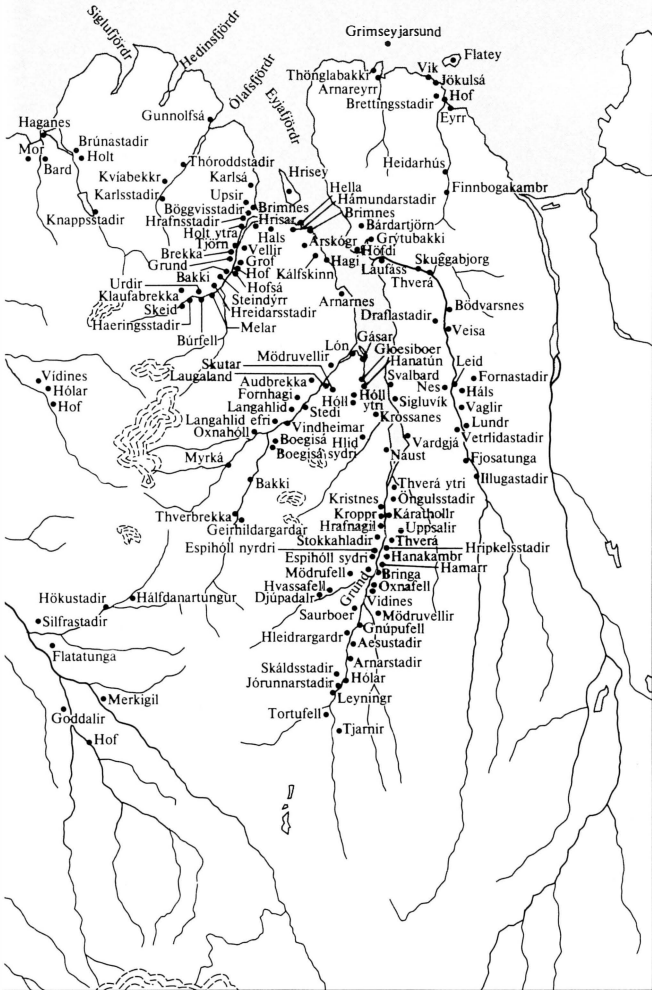 Siglufjördr
Hedinsfjördr
Ólafsfjördr
Eyjafjördr
Grimseyjarsund
Flatey
Thönglabakkr
Vik
Arnareyrr
Jökulsá
Brettingsstadir
Hof
Eyrr
Haganes
Gunnolfsá
Mor
Brúnastadir
Bard
Holt
Thóroddstadir
Heidarhús
Kvíabekkr
Karlsá
Hrisey
Karlsstadir
Upsir
Hella
Finnbogakambr
Böggvisstadir
Brimnes
Hámundarstadir
Knappsstadir
Hrafnsstadir
Hrisar
Brimnes
Holt ytra
Hals
Bárdartjörn
Tjörn
Vellir
Árskógr
Grýtubakki
Brekka
Höfdi
Grund
Grof
Hagi
Laufáss
Skuggabjorg
Bakki
Hof
Kálfskinn
Thverá
Urdir
Hofsá
Klaufabrekka
Steindýrr
Arnarnes
Skeid
Hreidarsstadir
Bödvarsnes
Haeringsstadir
Melar
Draflastadir
Búrfell
Gásar
Veisa
Lón
Gloesiboer
Mödruvellir
Hanatún
Leid
Skutar
Svalbard
Vidines
Laugaland
Fornastadir
Hólar
Audbrekka
Nes
Háls
Hof
Fornhagi
Hóll
Hóll ytri
Sigluvík
Vaglir
Langahlid
Stedi
Krossanes
Lundr
Langahlid efri
Vindheimar
Vetrlidastadir
Oxnahóll
Boegisá
Hlid
Vardgjá
Boegisá sydri
Naust
Fjosatunga
Myrká
Illugastadir
Bakki
Thverá ytri
Kristnes
Öngulsstadir
Thverbrekka
Kroppr
Kárathollr
Geirhildargardar
Hrafnagil
Uppsalir
Stokkahladir
Thverá
Espihóll nyrdri
Hripkelsstadir
Espihóll sydri
Hanakambr
Mödrufell
Hamarr
Hvassafell
Grund
Bringa
Djúpadalr
Oxnafell
Hökustadir
Hálfdanartungur
Vidines
Saurboer
Mödruvellir
Silfrastadir
Gnúpufell
Hleidrargardr
Aesustadir
Flatatunga
Arnarstadir
Skáldsstadir
Hólar
Jórunnarstadir
Merkigil
Leyningr
Goddalir
Tortufell
Hof
Tjarnir